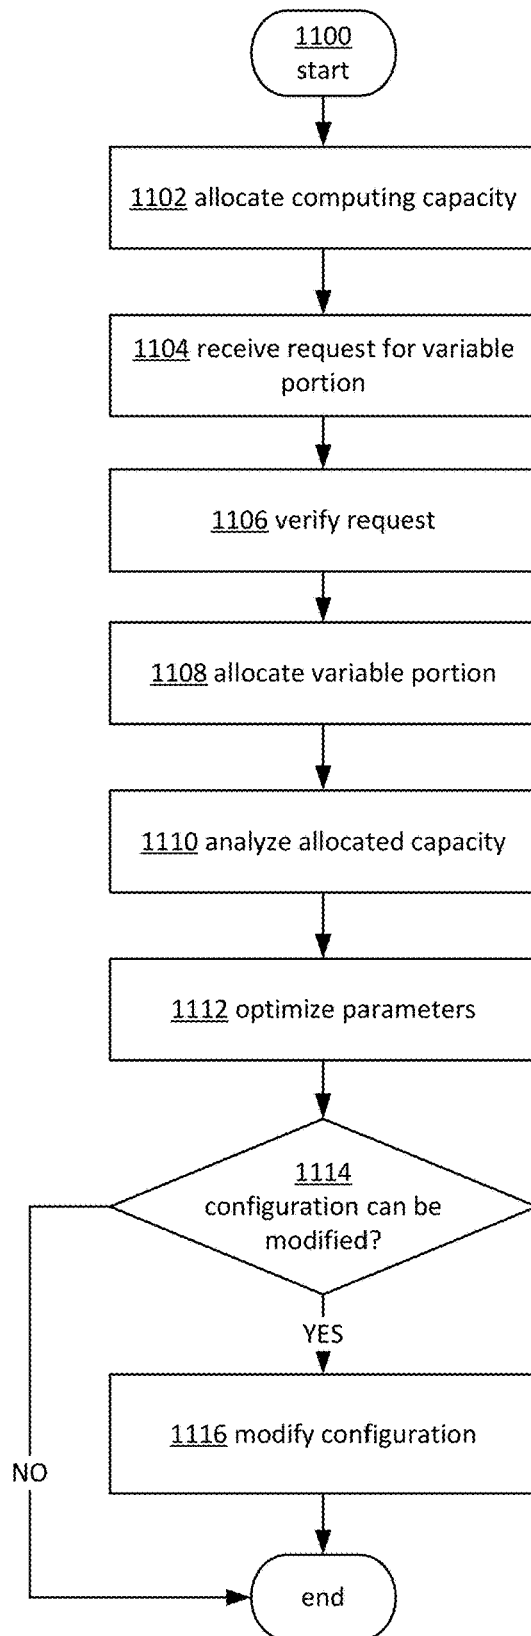 1100
start
1102 allocate computing capacity
1104 receive request for variable
portion
1106 verify request
1108 allocate variable portion
1110 analyze allocated capacity
1112 optimize parameters
1114
configuration can be
modified?
YES
1116 modify configuration
NO
end